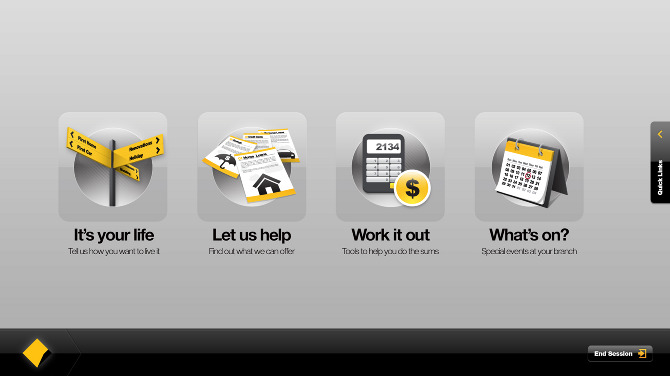 First Home
First Car
Renovations
Holiday
Home Loans
2134
$
It's your life
Tell us how you want to live it
Let us help
Find out what we can offer
Work it out
Tools to help you do the sums
What's on?
Special events at your branch
Quick Links
End Session